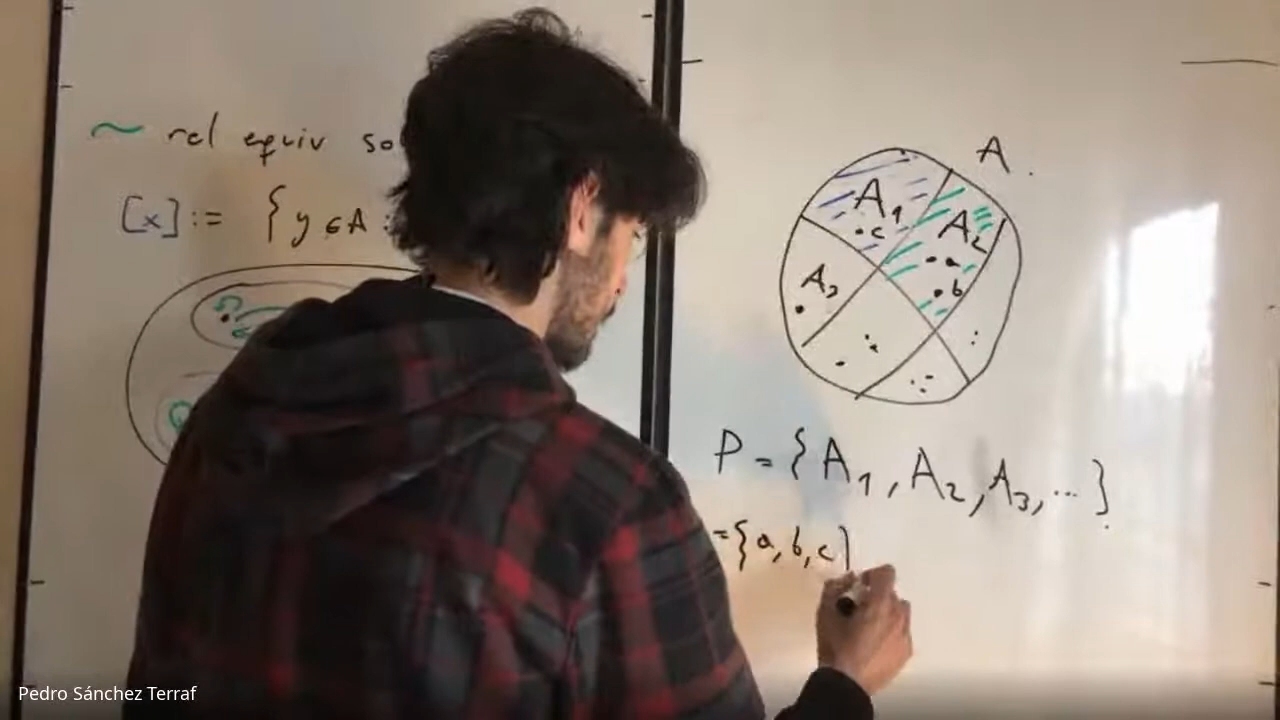 ~ rel equiv so
[x] := { y ∈ A :
A
A₁
• c
A₂
• a
• b
A₃
P = { A₁ , A₂ , A₃ , ... }
= { a, b, c }
Pedro Sánchez Terraf